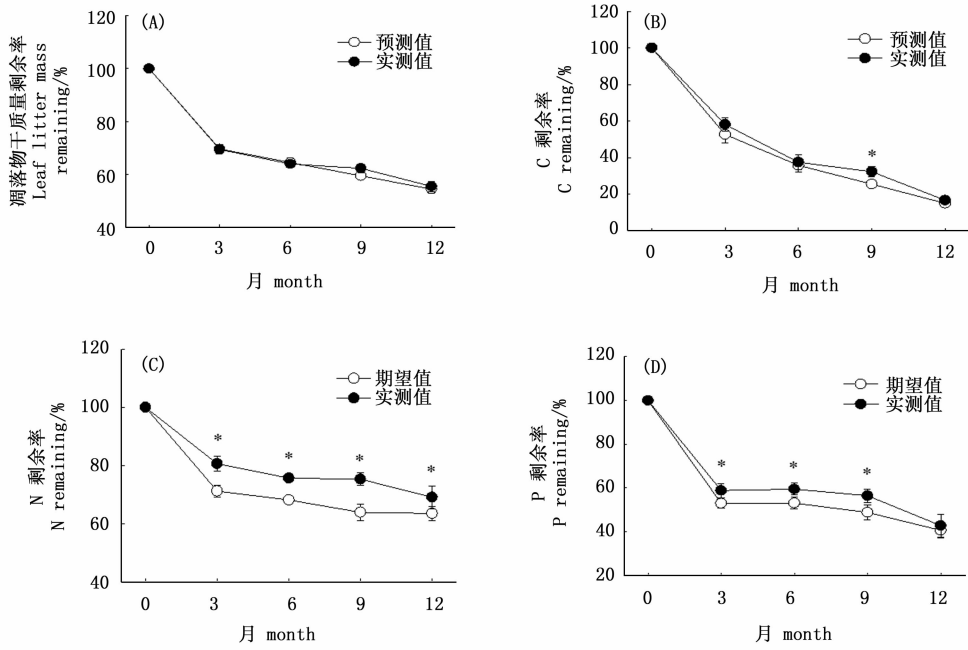 (A)
预测值
实测值
凋落物干质量剩余率
Leaf litter mass
remaining/%
120
100
80
60
40
0 3 6 9 12
月 month
(B)
预测值
实测值
C 剩余率
C remaining/%
120
100
80
60
40
20
0
*
0 3 6 9 12
月 month
(C)
期望值
实测值
N 剩余率
N remaining/%
120
100
80
60
40
* * * *
0 3 6 9 12
月 month
(D)
期望值
实测值
P 剩余率
P remaining/%
120
100
80
60
40
20
* * *
0 3 6 9 12
月 month